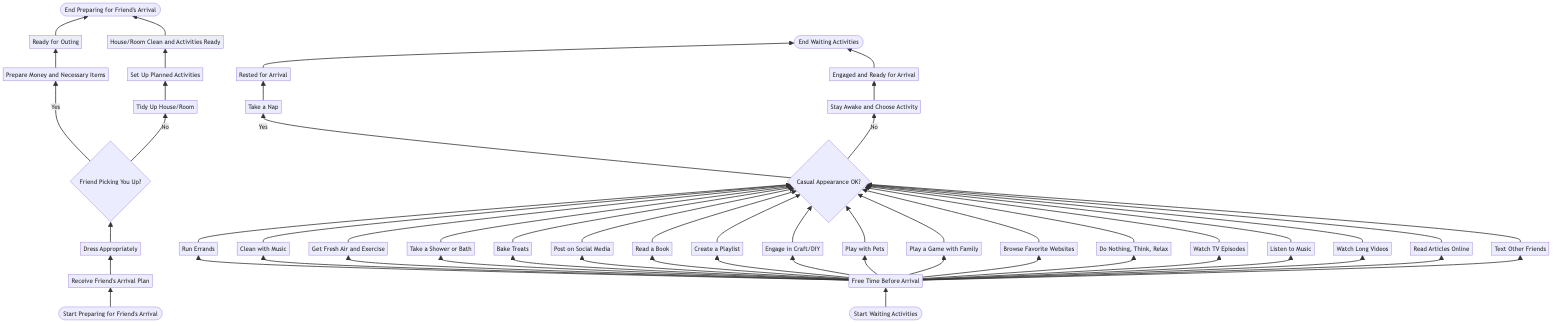 End Preparing for Friend's Arrival
Ready for Outing
House/Room Clean and Activities Ready
End Waiting Activities
Prepare Money and Necessary Items
Set Up Planned Activities
Rested for Arrival
Engaged and Ready for Arrival
Yes
Tidy Up House/Room
Take a Nap
Stay Awake and Choose Activity
No
Yes
No
Friend Picking You Up?
Casual Appearance OK?
Dress Appropriately
Run Errands
Clean with Music
Get Fresh Air and Exercise
Take a Shower or Bath
Bake Treats
Post on Social Media
Read a Book
Create a Playlist
Engage in Craft/DIY
Play with Pets
Play a Game with Family
Browse Favorite Websites
Do Nothing, Think, Relax
Watch TV Episodes
Listen to Music
Watch Long Videos
Read Articles Online
Text Other Friends
Receive Friend's Arrival Plan
Free Time Before Arrival
Start Preparing for Friend's Arrival
Start Waiting Activities